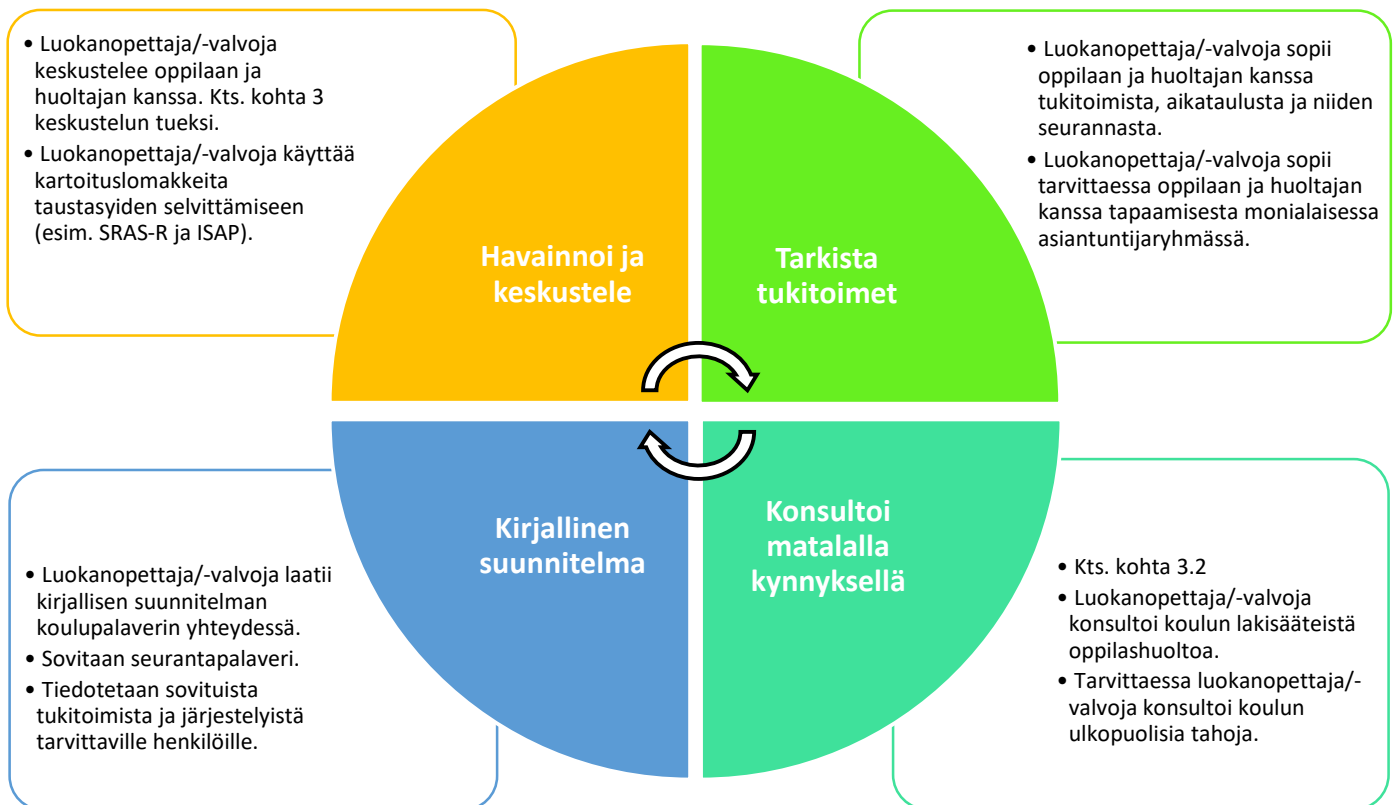 • Luokanopettaja/-valvoja
keskustelee oppilaan ja
huoltajan kanssa. Kts. kohta 3
keskustelun tueksi.
• Luokanopettaja/-valvoja käyttää
kartoituslomakkeita
taustasyiden selvittämiseen
(esim. SRAS-R ja ISAP).
Havainnoi ja
keskustele
• Luokanopettaja/-valvoja sopii
oppilaan ja huoltajan kanssa
tukitoimista, aikataulusta ja niiden
seurannasta.
• Luokanopettaja/-valvoja sopii
tarvittaessa oppilaan ja huoltajan
kanssa tapaamisesta monialaisessa
asiantuntijaryhmässä.
Tarkista
tukitoimet
Kirjallinen
suunnitelma
• Luokanopettaja/-valvoja laatii
kirjallisen suunnitelman
koulupalaverin yhteydessä.
• Sovitaan seurantapalaveri.
• Tiedotetaan sovituista
tukitoimista ja järjestelyistä
tarvittaville henkilöille.
Konsultoi
matalalla
kynnyksellä
• Kts. kohta 3.2
• Luokanopettaja/-valvoja
konsultoi koulun lakisääteistä
oppilashuoltoa.
• Tarvittaessa luokanopettaja/-
valvoja konsultoi koulun
ulkopuolisia tahoja.